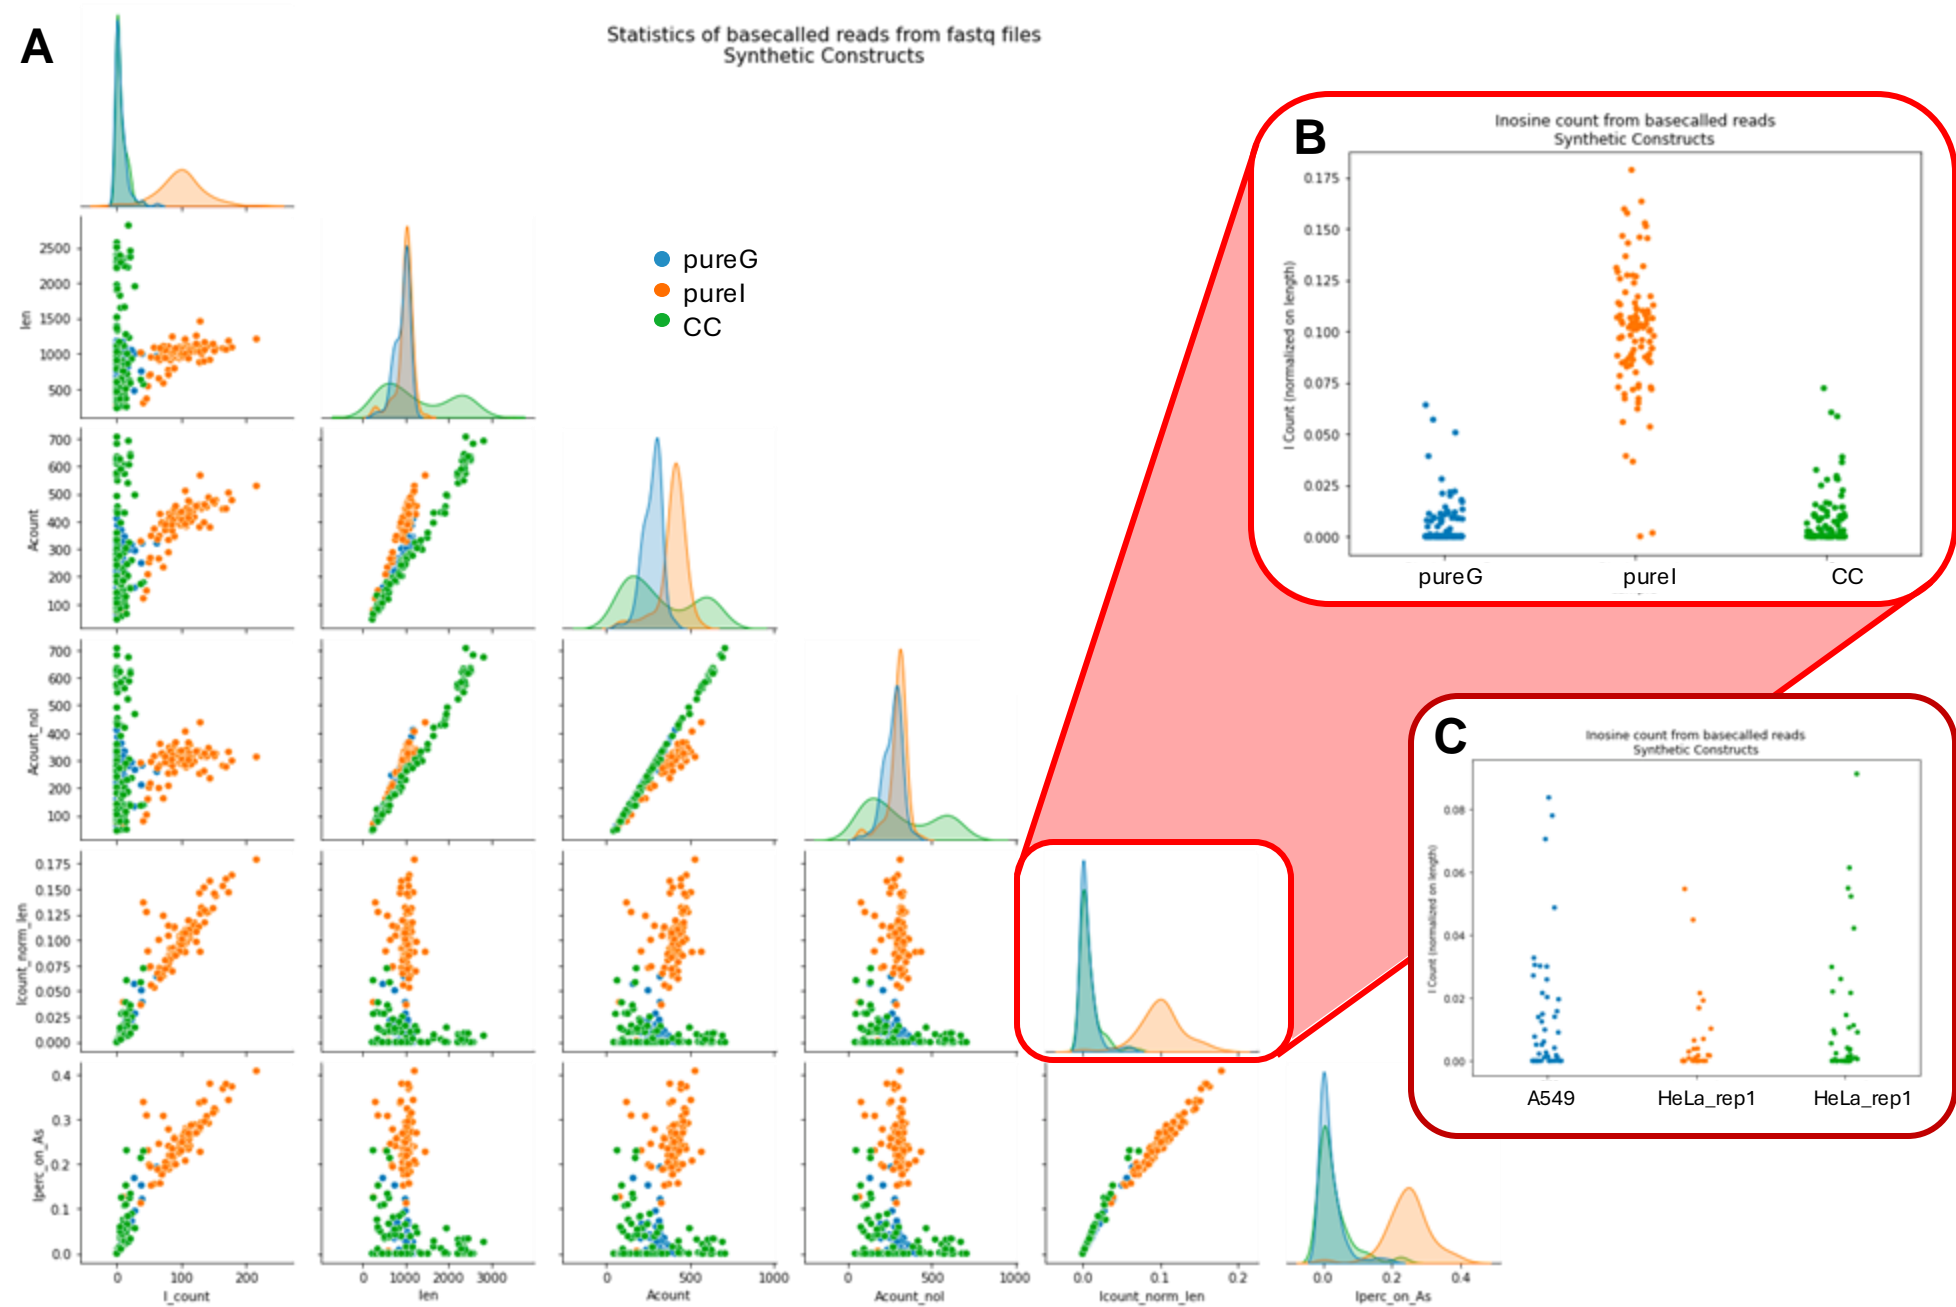 A
Statistics of basecalled reads from fastq files
Synthetic Constructs
pureG
pureI
CC
len
2500
2000
1500
1000
500
Acount
700
600
500
400
300
200
100
Acount_noI
700
600
500
400
300
200
100
Icount_norm_len
0.175
0.150
0.125
0.100
0.075
0.050
0.025
0.000
Iperc_on_As
0.4
0.3
0.2
0.1
0.0
0 100 200
I_count
0 1000 2000 3000
len
0 500 1000
Acount
0 500 1000
Acount_noI
0.0 0.1 0.2
Icount_norm_len
0.0 0.2 0.4
Iperc_on_As
B
Inosine count from basecalled reads
Synthetic Constructs
I Count (normalized on length)
0.175
0.150
0.125
0.100
0.075
0.050
0.025
0.000
pureG pureI CC
C
Inosine count from basecalled reads
Synthetic Constructs
I Count (normalized on length)
0.08
0.06
0.04
0.02
0.00
A549 HeLa_rep1 HeLa_rep1